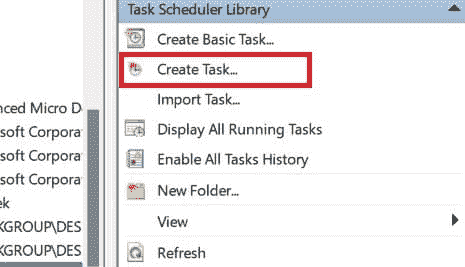 Task Scheduler Library
Create Basic Task...
Create Task...
Import Task...
nced Micro D
Display All Running Tasks
soft Corporat
soft Corporat
Enable All Tasks History
soft Corporat
New Folder...
ek
View
KGROUP\DES
KGROUP\DES
Refresh